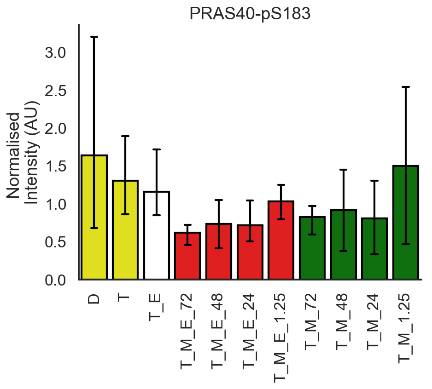 PRAS40-pS183
Normalised
Intensity (AU)
3.0
2.5
2.0
1.5
1.0
0.5
0.0
D
T
T_E
T_M_E_72
T_M_E_48
T_M_E_24
T_M_E_1.25
T_M_72
T_M_48
T_M_24
T_M_1.25